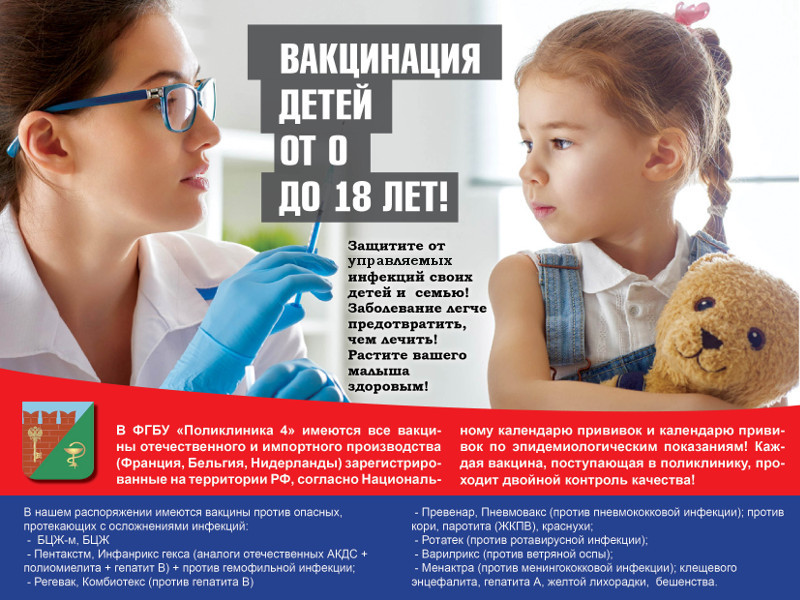 ВАКЦИНАЦИЯ
ДЕТЕЙ
ОТ 0
ДО 18 ЛЕТ!
Защитите от
управляемых
инфекций своих
детей и семью!
Заболевание легче
предотвратить,
чем лечить!
Растите вашего
малыша
здоровым!
В ФГБУ «Поликлиника 4» имеются все вакци-
ны отечественного и импортного производства
(Франция, Бельгия, Нидерланды) зарегистриро-
ванные на территории РФ, согласно Националь-
ному календарю прививок и календарю приви-
вок по эпидемиологическим показаниям! Каж-
дая вакцина, поступающая в поликлинику, про-
ходит двойной контроль качества!
В нашем распоряжении имеются вакцины против опасных,
протекающих с осложнениями инфекций:
- БЦЖ-м, БЦЖ
- Пентакстм, Инфанрикс гекса (аналоги отечественных АКДС +
полиомиелита + гепатит В) + против гемофильной инфекции;
- Регевак, Комбиотекс (против гепатита В)
- Превенар, Пневмовакс (против пневмококковой инфекции); против
кори, паротита (ЖКПВ), краснухи;
- Ротатек (против ротавирусной инфекции);
- Варилрикс (против ветряной оспы);
- Менактра (против менингококковой инфекции); клещевого
энцефалита, гепатита А, желтой лихорадки, бешенства.